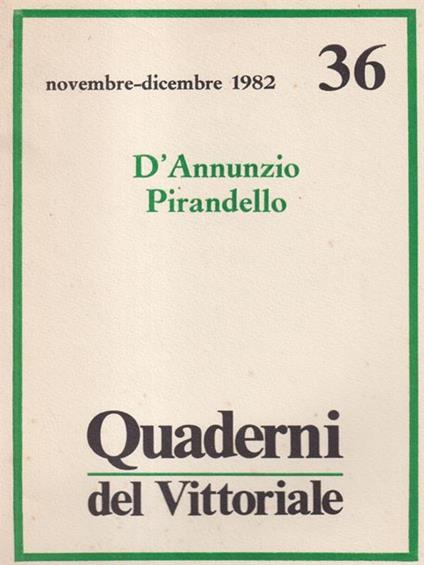 novembre-dicembre 1982 36
D'Annunzio
Pirandello
Quaderni
del Vittoriale